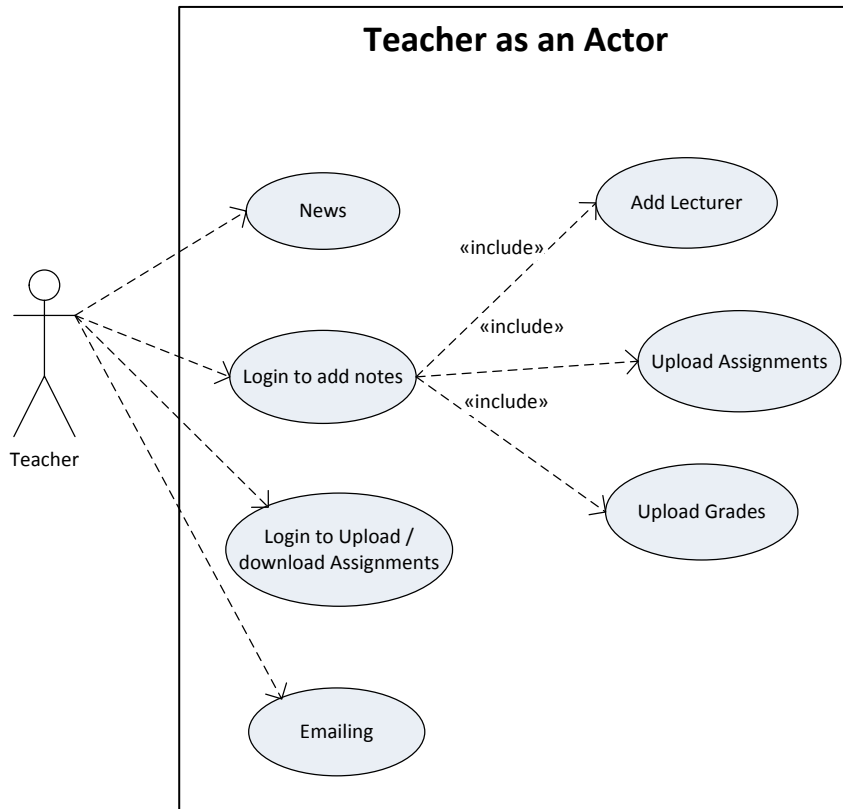 Teacher as an Actor
News
Add Lecturer
«include»
«include»
Login to add notes
Upload Assignments
«include»
Teacher
Upload Grades
Login to Upload /
download Assignments
Emailing